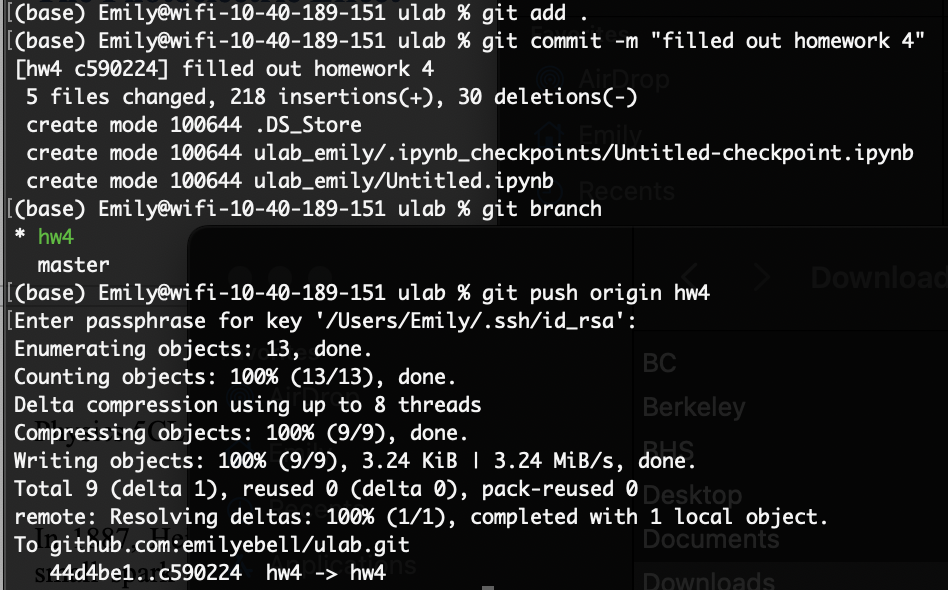 [(base) Emily@wifi-10-40-189-151 ulab % git add .
[(base) Emily@wifi-10-40-189-151 ulab % git commit -m "filled out homework 4"
[hw4 c590224] filled out homework 4
 5 files changed, 218 insertions(+), 30 deletions(-)
 create mode 100644 .DS_Store
 create mode 100644 ulab_emily/.ipynb_checkpoints/Untitled-checkpoint.ipynb
 create mode 100644 ulab_emily/Untitled.ipynb
[(base) Emily@wifi-10-40-189-151 ulab % git branch
* hw4
  master
[(base) Emily@wifi-10-40-189-151 ulab % git push origin hw4
[Enter passphrase for key '/Users/Emily/.ssh/id_rsa':
Enumerating objects: 13, done.
Counting objects: 100% (13/13), done.
Delta compression using up to 8 threads
Compressing objects: 100% (9/9), done.
Writing objects: 100% (9/9), 3.24 KiB | 3.24 MiB/s, done.
Total 9 (delta 1), reused 0 (delta 0), pack-reused 0
remote: Resolving deltas: 100% (1/1), completed with 1 local object.
To github.com:emilyebell/ulab.git
   44d4be1..c590224  hw4 -> hw4
AirDrop
Emily
Recents
Download
BC
Berkeley
BHS
Desktop
Documents
Downloads
In 1887